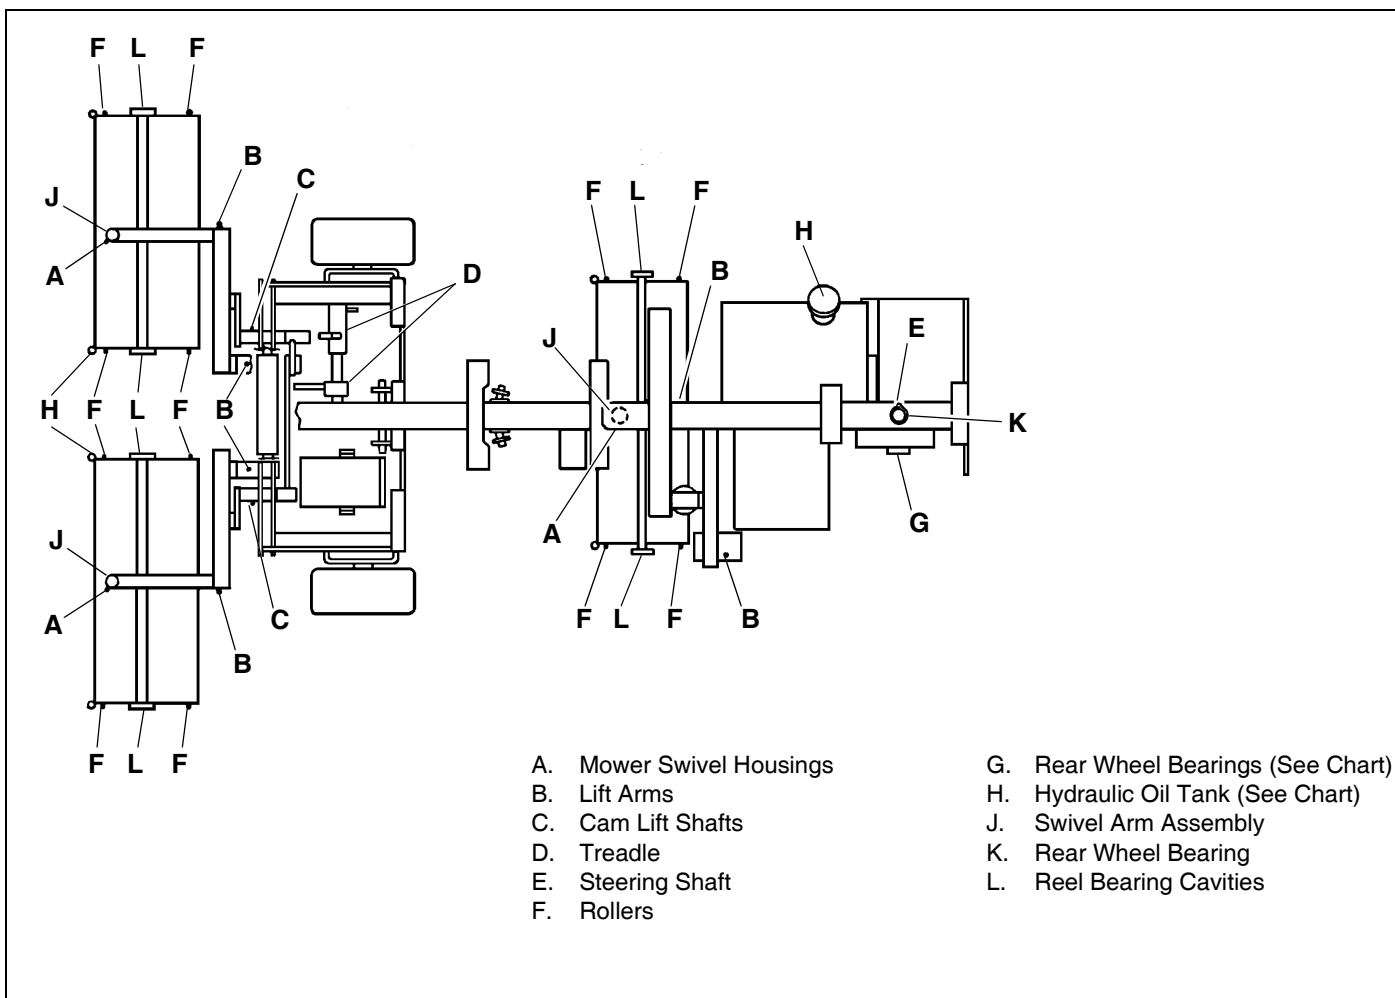 F L F
B
C
J
A
D
F L F
B
H
E
J
H F L F B
K
G
A
J
A
C
B
F L F B
F L F
A. Mower Swivel Housings
B. Lift Arms
C. Cam Lift Shafts
D. Treadle
E. Steering Shaft
F. Rollers
G. Rear Wheel Bearings (See Chart)
H. Hydraulic Oil Tank (See Chart)
J. Swivel Arm Assembly
K. Rear Wheel Bearing
L. Reel Bearing Cavities